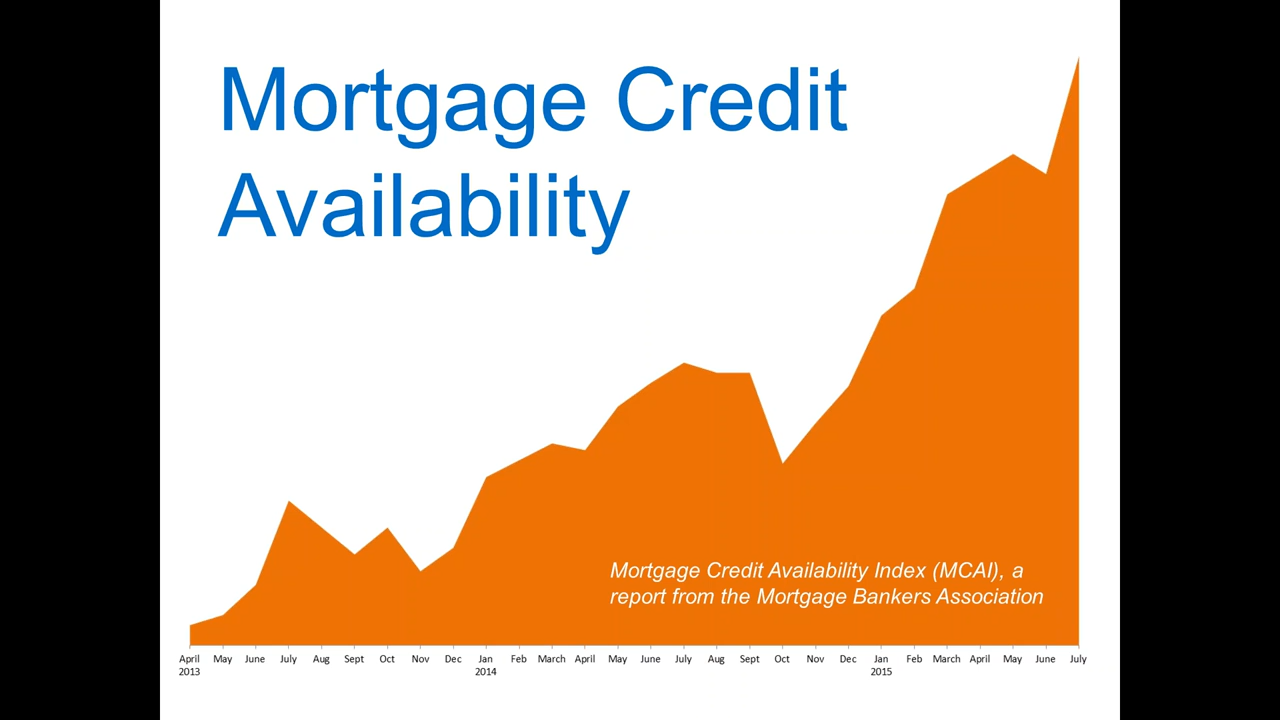 Mortgage Credit
Availability
Mortgage Credit Availability Index (MCAI), a
report from the Mortgage Bankers Association
April May June July Aug Sept Oct Nov Dec Jan Feb March April May June July Aug Sept Oct Nov Dec Jan Feb March April May June July
2013 2014 2015